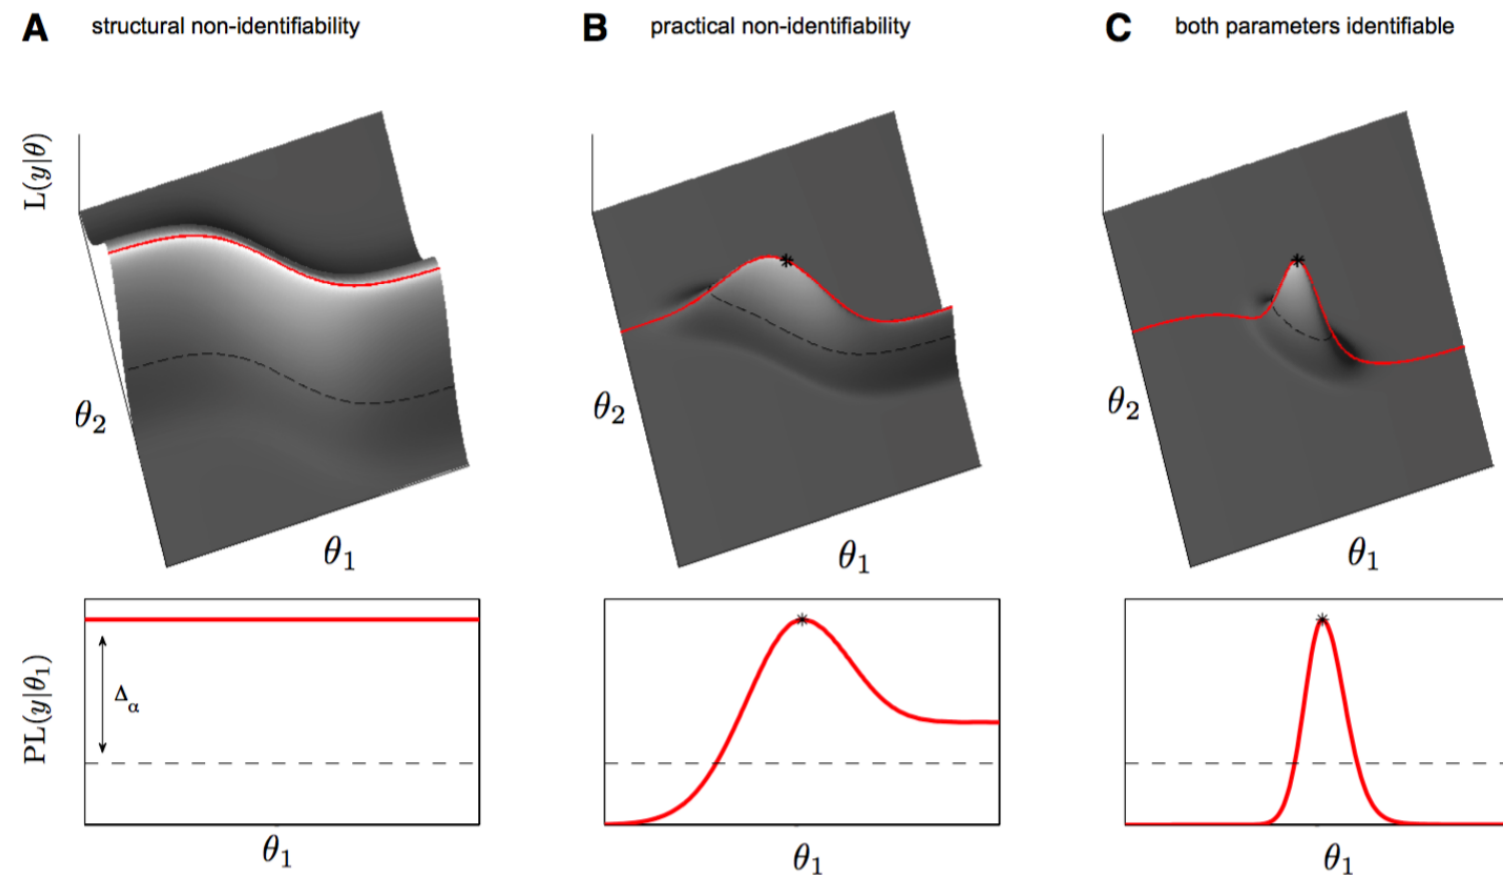 A structural non-identifiability
B practical non-identifiability
C both parameters identifiable
L(y|θ)
θ₂
θ₁
θ₂
θ₁
θ₂
θ₁
PL(y|θ₁)
Δα
θ₁
θ₁
θ₁